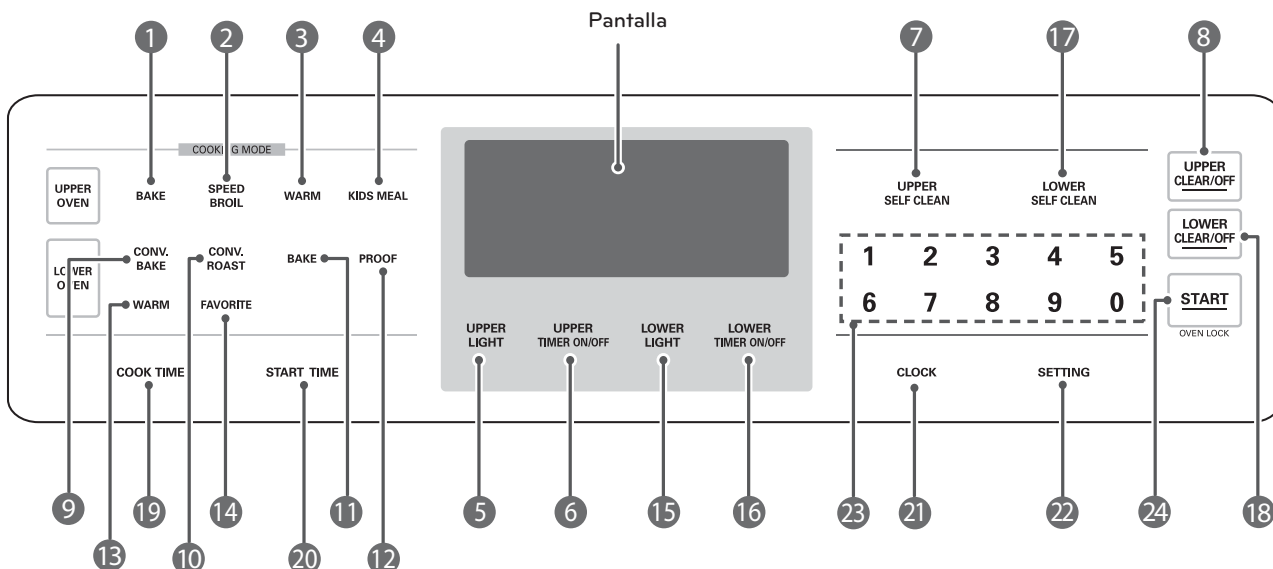 Pantalla
1 2 3 4 7 17 8
COOKING MODE
UPPER
OVEN
BAKE
SPEED
BROIL
WARM
KIDS MEAL
LOWER
OVEN
CONV.
BAKE
CONV.
ROAST
BAKE
PROOF
WARM
FAVORITE
COOK TIME
START TIME
UPPER
LIGHT
UPPER
TIMER ON/OFF
LOWER
LIGHT
LOWER
TIMER ON/OFF
UPPER
SELF CLEAN
LOWER
SELF CLEAN
1 2 3 4 5
6 7 8 9 0
CLOCK
SETTING
UPPER
CLEAR/OFF
LOWER
CLEAR/OFF
START
OVEN LOCK
9 19 14 11 5 6 15 16 23 21 22 24 18
13 10 20 12